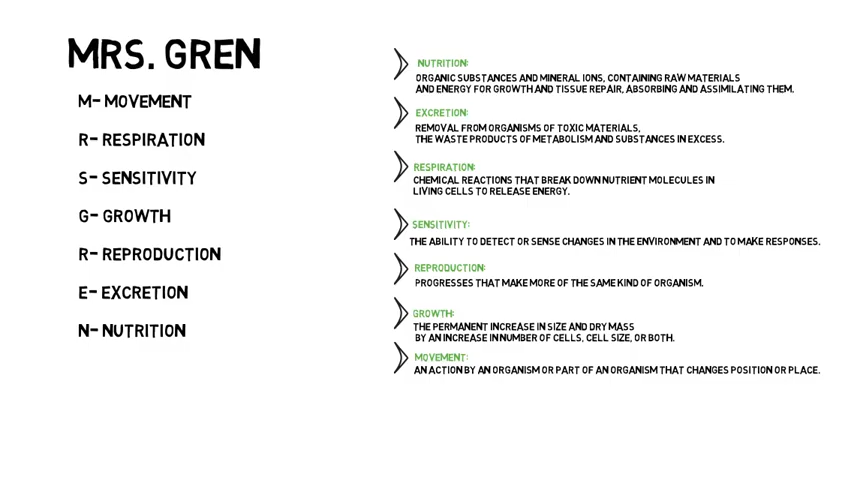 MRS. GREN
M- MOVEMENT
R- RESPIRATION
S- SENSITIVITY
G- GROWTH
R- REPRODUCTION
E- EXCRETION
N- NUTRITION
NUTRITION:
ORGANIC SUBSTANCES AND MINERAL IONS, CONTAINING RAW MATERIALS
AND ENERGY FOR GROWTH AND TISSUE REPAIR, ABSORBING AND ASSIMILATING THEM.
EXCRETION:
REMOVAL FROM ORGANISMS OF TOXIC MATERIALS,
THE WASTE PRODUCTS OF METABOLISM AND SUBSTANCES IN EXCESS.
RESPIRATION:
CHEMICAL REACTIONS THAT BREAK DOWN NUTRIENT MOLECULES IN
LIVING CELLS TO RELEASE ENERGY.
SENSITIVITY:
THE ABILITY TO DETECT OR SENSE CHANGES IN THE ENVIRONMENT AND TO MAKE RESPONSES.
REPRODUCTION:
PROGRESSES THAT MAKE MORE OF THE SAME KIND OF ORGANISM.
GROWTH:
THE PERMANENT INCREASE IN SIZE AND DRY MASS
BY AN INCREASE IN NUMBER OF CELLS, CELL SIZE, OR BOTH.
MOVEMENT:
AN ACTION BY AN ORGANISM OR PART OF AN ORGANISM THAT CHANGES POSITION OR PLACE.